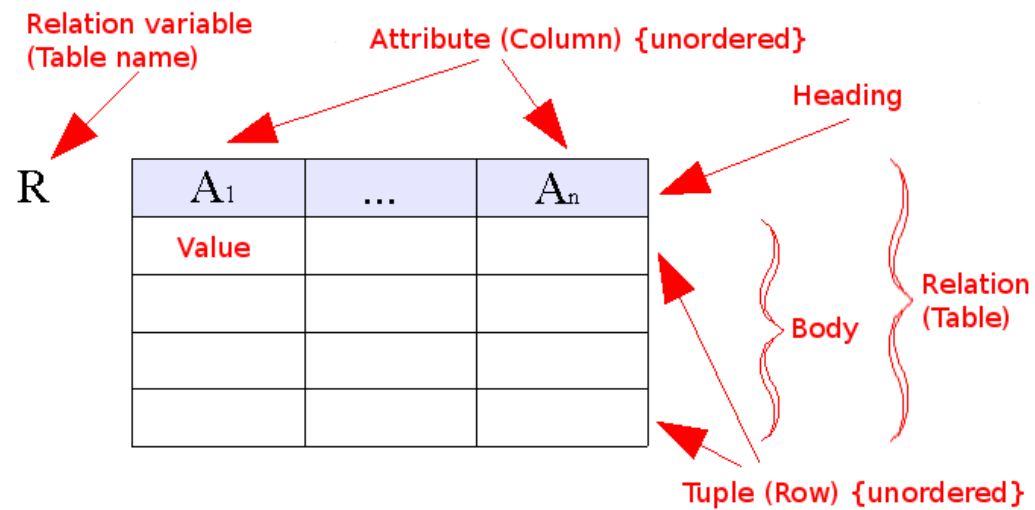 Relation variable
(Table name)
Attribute (Column) {unordered}
Heading
R
A1
...
An
Value
Relation
(Table)
Body
Tuple (Row) {unordered}